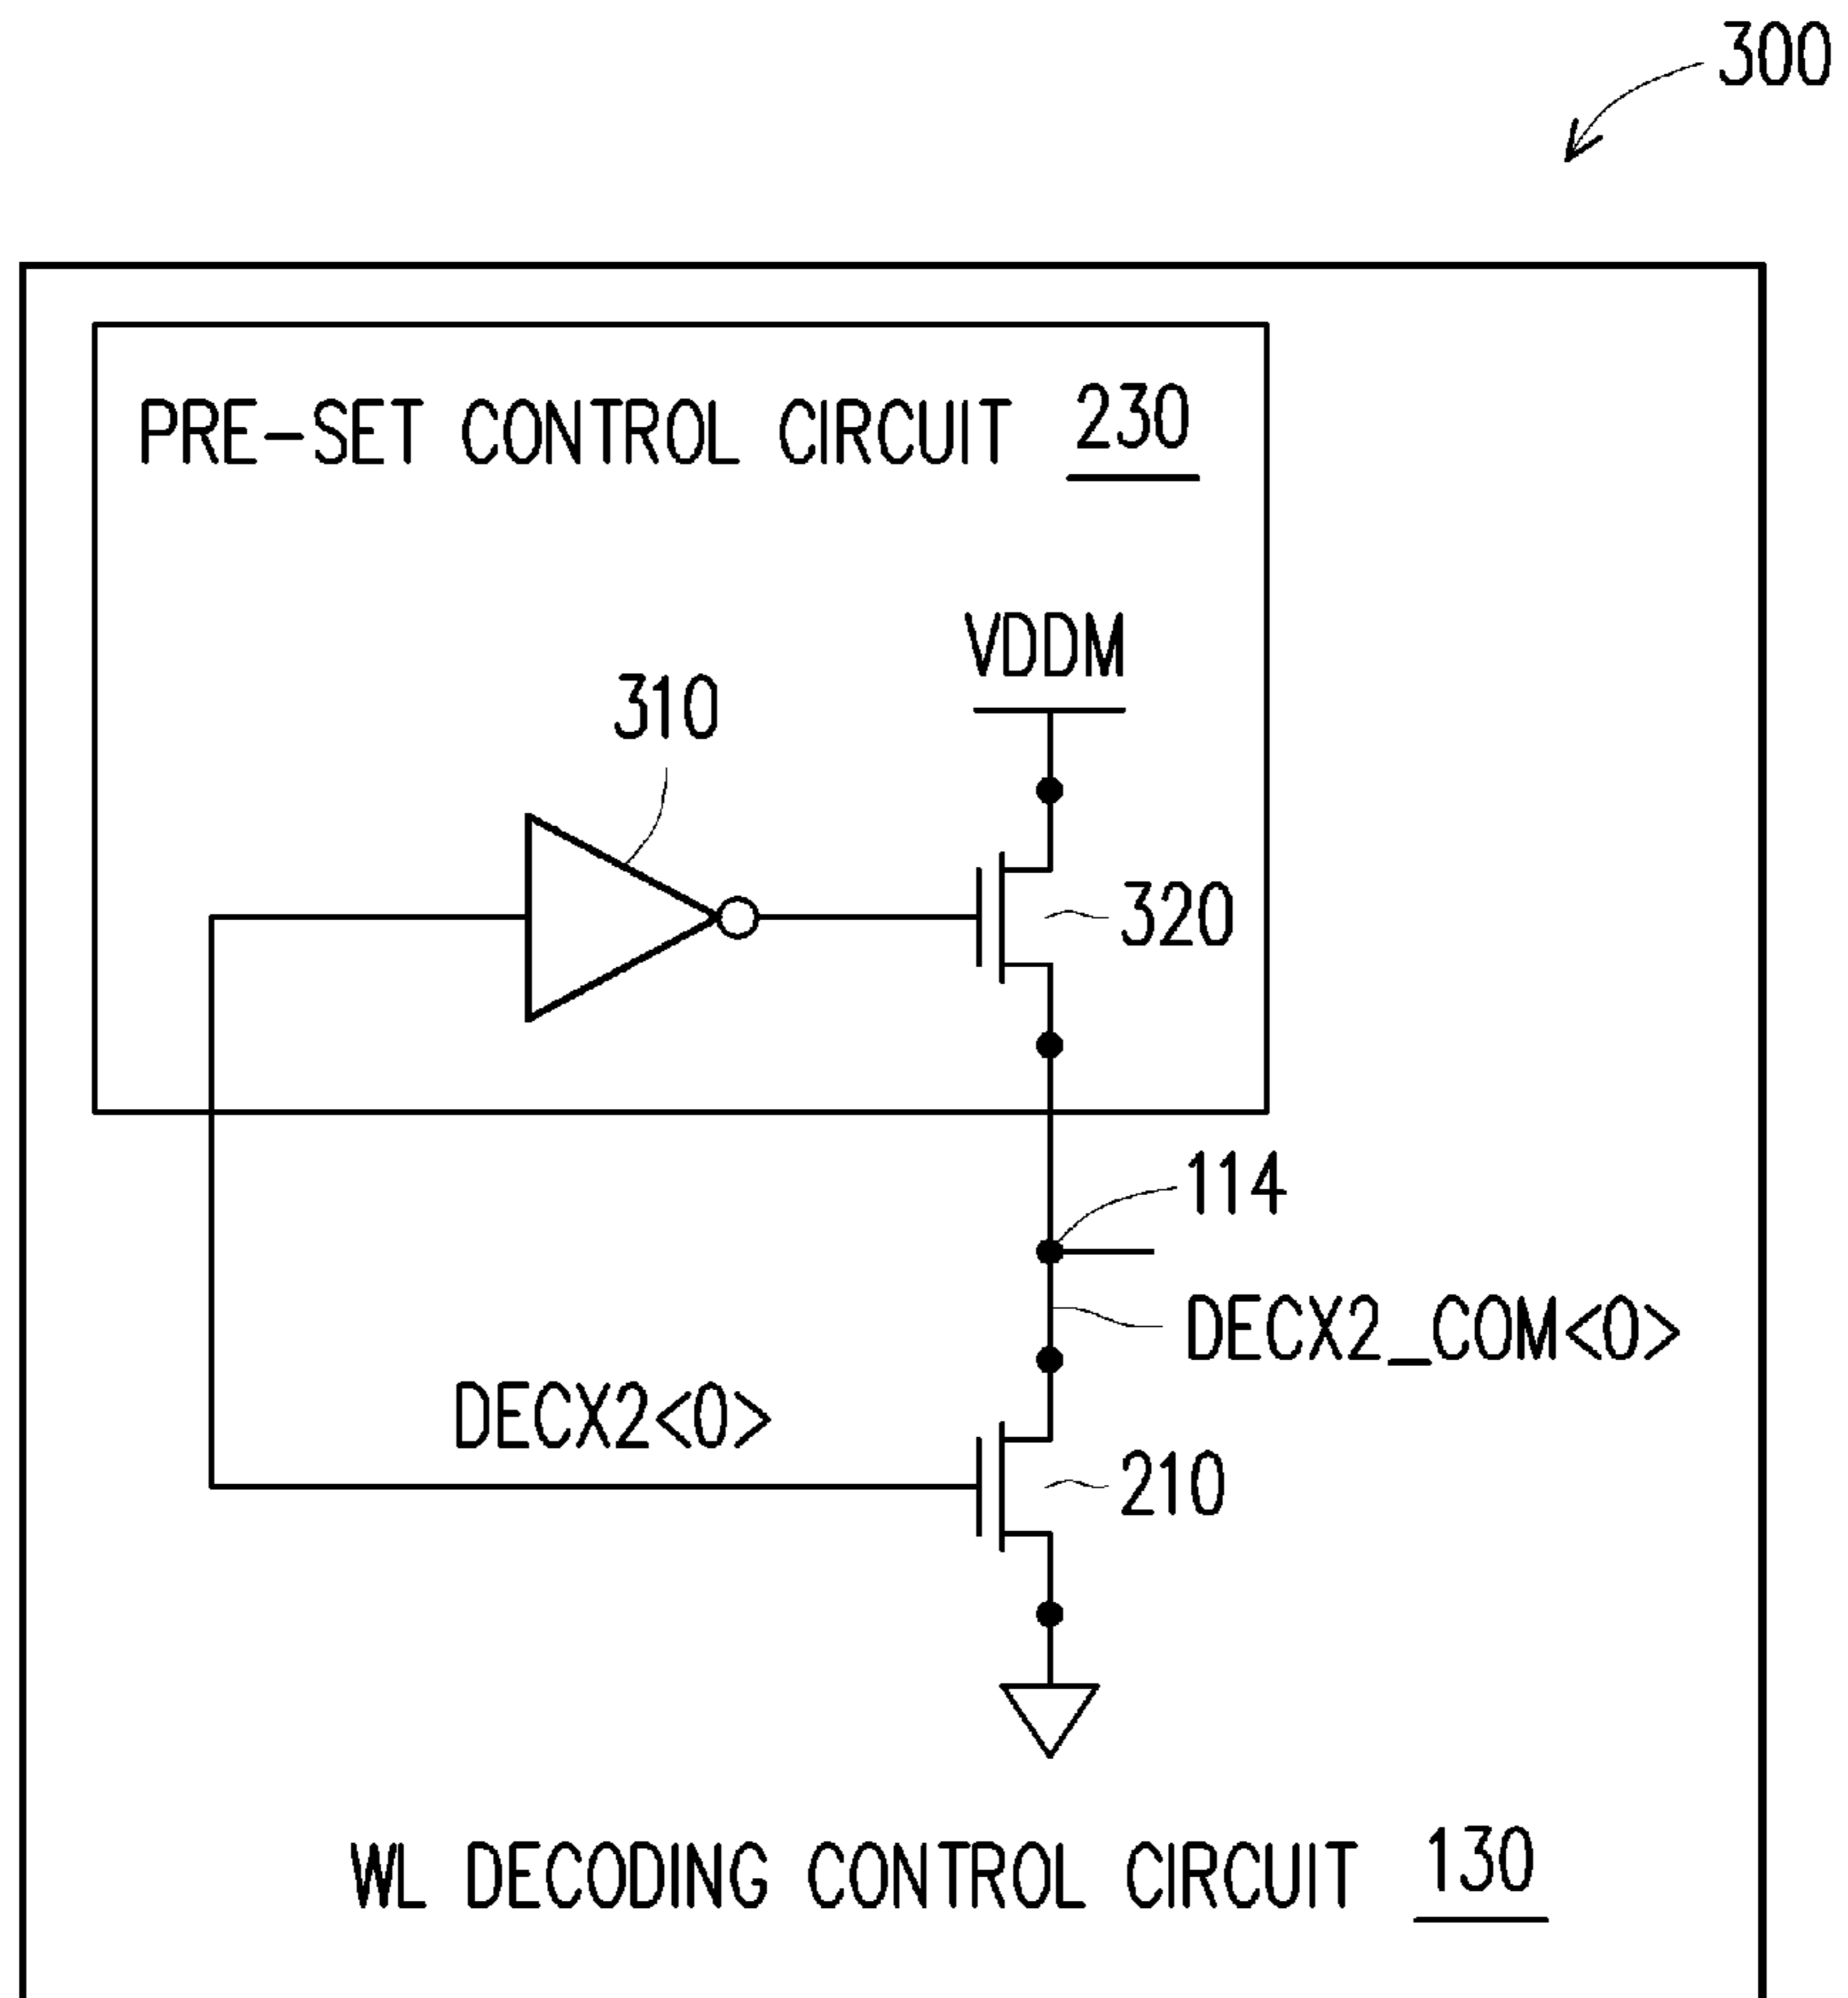 300
PRE-SET CONTROL CIRCUIT 230
VDDM
310
320
114
DECX2_COM<0>
DECX2<0>
210
WL DECODING CONTROL CIRCUIT 130